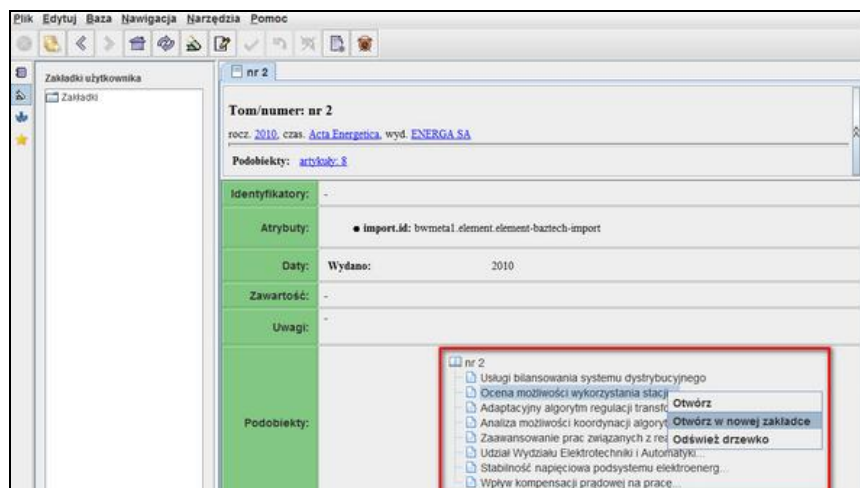 Plik Edytuj Baza Nawigacja Narzędzia Pomoc
Zakładki użytkownika
Zakładki
nr 2
Tom/numer: nr 2
rocz. 2010, czas. Acta Energetica, wyd. ENERGA SA
Podobiekty: artykuły: 8
Identyfikatory: -
Atrybuty: • import.id: bwmeta1.element.element-baztech-import
Daty: Wydano: 2010
Zawartość: -
Uwagi: -
Podobiekty:
nr 2
Usługi bilansowania systemu dystrybucyjnego
Ocena możliwości wykorzystania stacji
Adaptacyjny algorytm regulacji transfo
Analiza możliwości koordynacji algoryt
Zaawansowanie prac związanych z rea
Udział Wydziału Elektrotechniki i Automatyki...
Stabilność napięciowa podsystemu elektroenerg...
Wpływ kompensacji prądowej na pracę...
Otwórz
Otwórz w nowej zakładce
Odśwież drzewko